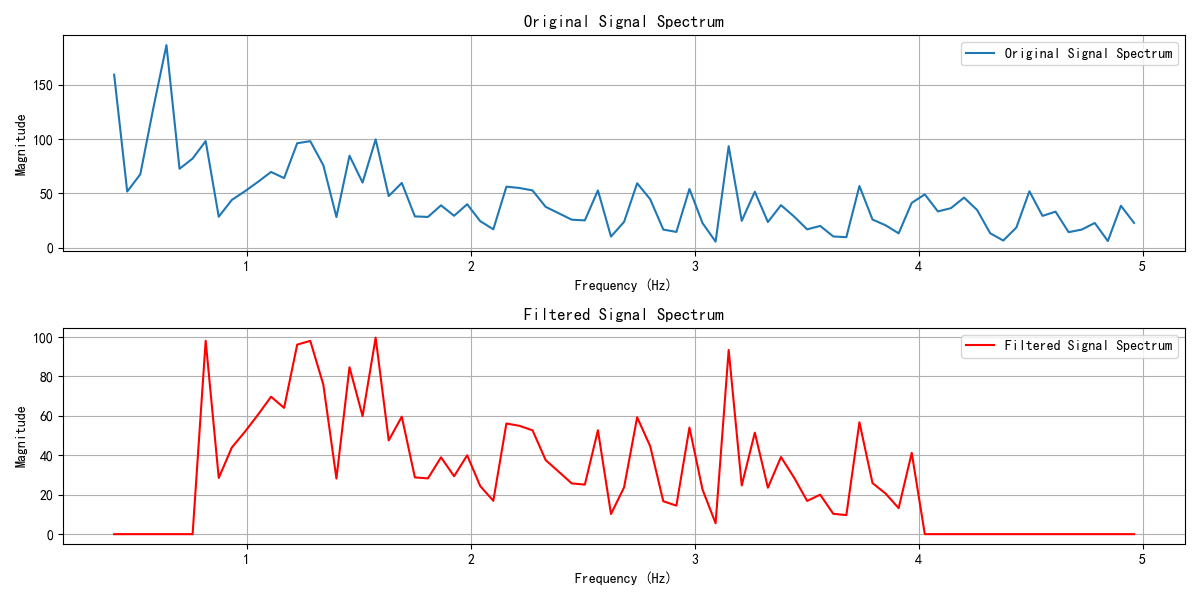 Original Signal Spectrum
Original Signal Spectrum
150
100
50
0
Magnitude
1 2 3 4 5
Frequency (Hz)
Filtered Signal Spectrum
Filtered Signal Spectrum
100
80
60
40
20
0
Magnitude
1 2 3 4 5
Frequency (Hz)